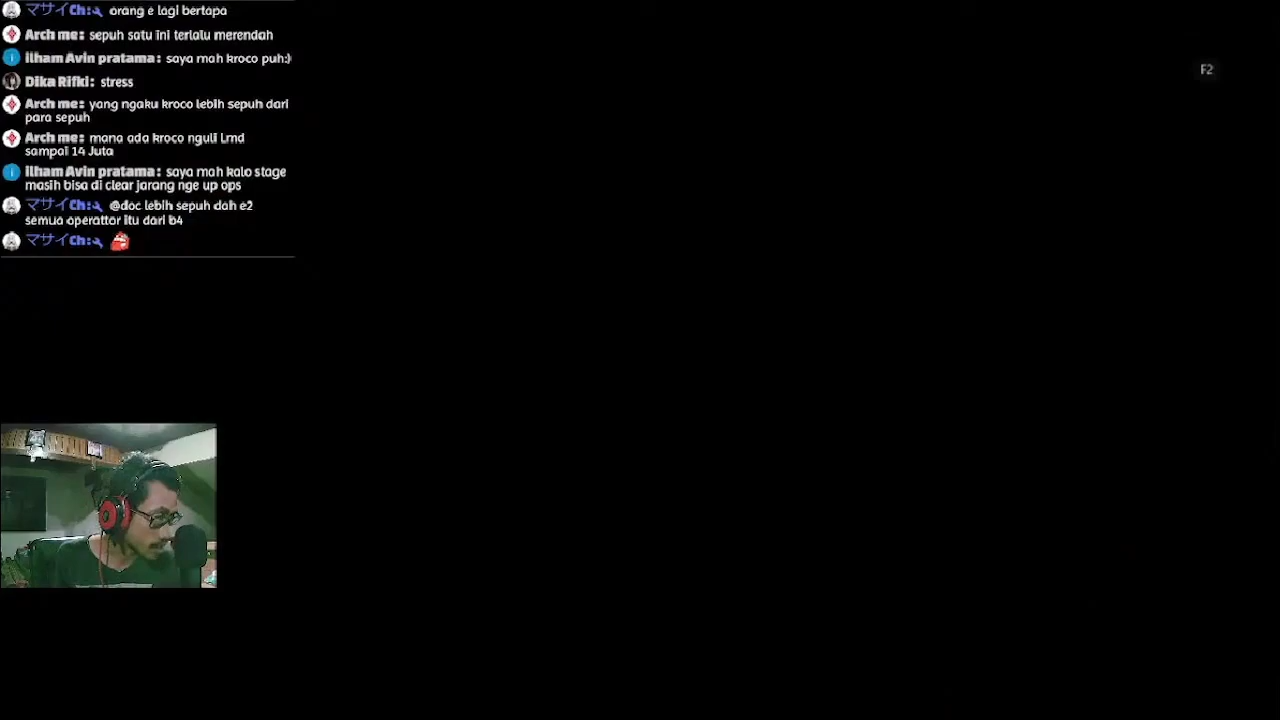 マサイCh: orang e lagi bertapa
Arch me: sepuh satu ini terlalu merendah
ilham Avin pratama: saya mah kroco puh:)
Dika Rifki: stress
Arch me: yang ngaku kroco lebih sepuh dari
para sepuh
Arch me: mana ada kroco nguli Lmd
sampai 14 Juta
ilham Avin pratama: saya mah kalo stage
masih bisa di clear jarang nge up ops
マサイCh: @doc lebih sepuh dah e2
semua operattor itu dari b4
マサイCh:
F2